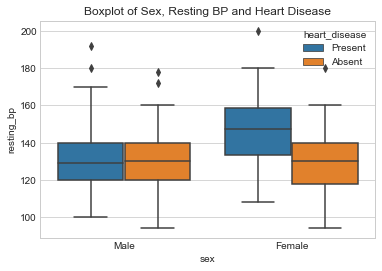 Boxplot of Sex, Resting BP and Heart Disease
heart_disease
Present
Absent
200
180
160
140
120
100
resting_bp
Male
Female
sex